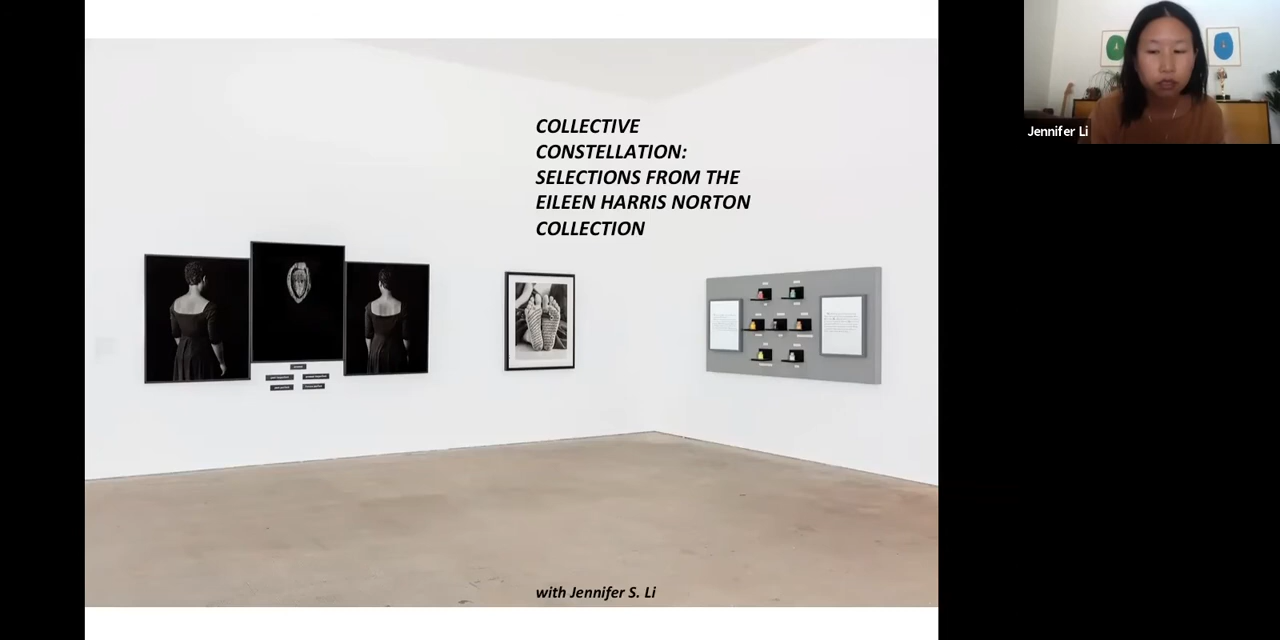 COLLECTIVE
CONSTELLATION:
SELECTIONS FROM THE
EILEEN HARRIS NORTON
COLLECTION
with Jennifer S. Li
Jennifer Li